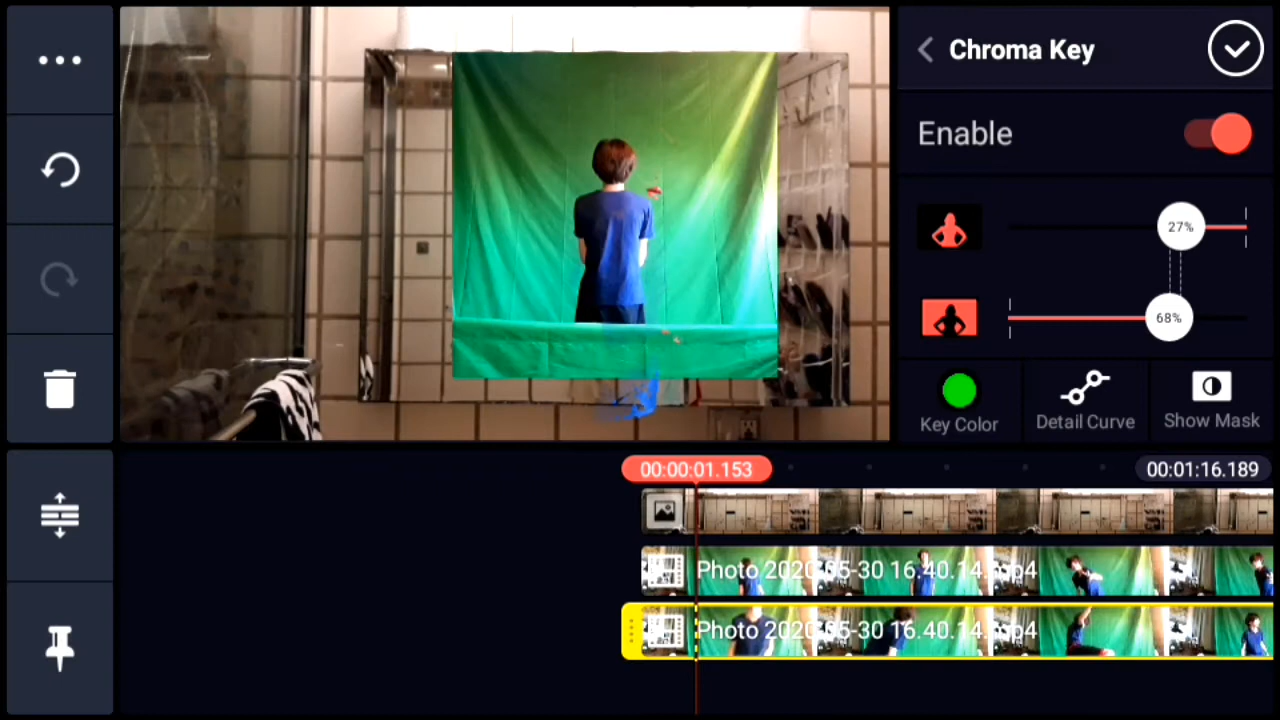 Chroma Key
Enable
27%
68%
Key Color
Detail Curve
Show Mask
00:00:01.153
00:01:16.189
Photo 2020-05-30 16.40.14.mp4
Photo 2020-05-30 16.40.14.mp4